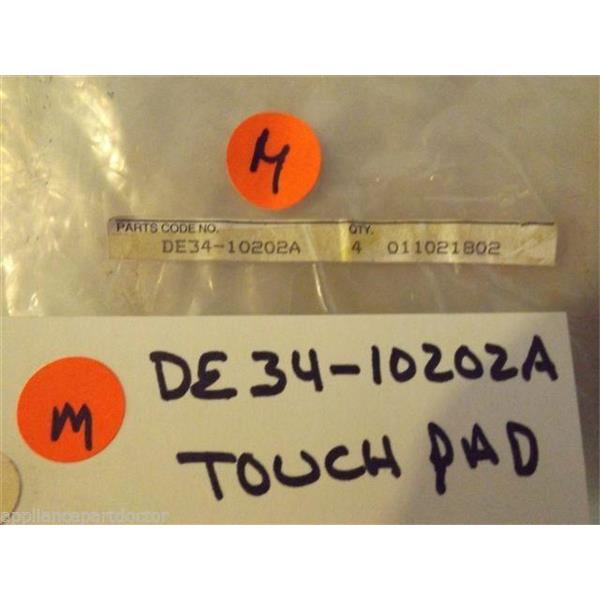 M
PARTS CODE NO. QTY.
DE34-10202A 4 011021802
DE34-10202A
M
TOUCH PAD
appliancepartdoctor